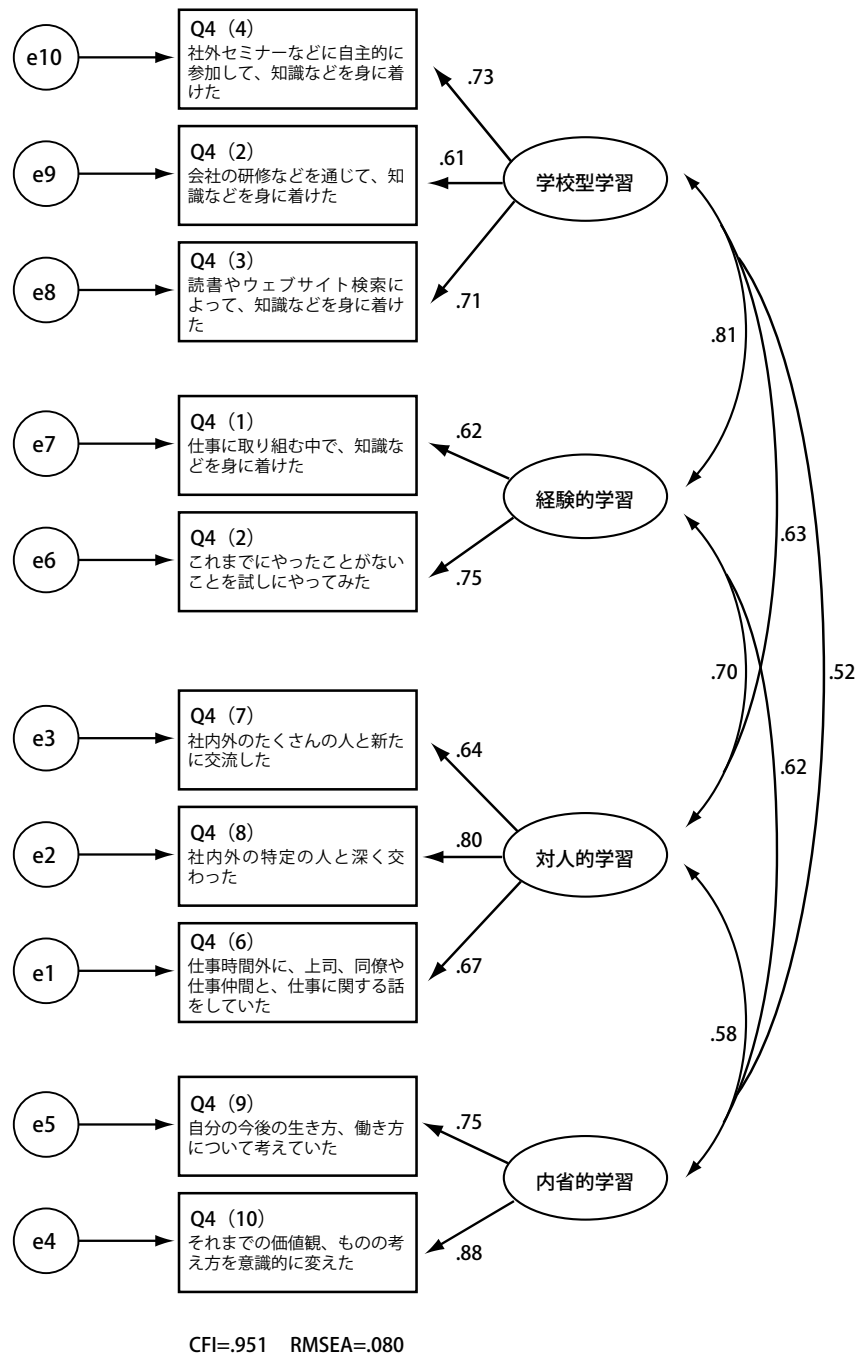 e10
Q4（4）
社外セミナーなどに自主的に
参加して、知識などを身に着
けた
.73
e9
Q4（2）
会社の研修などを通じて、知
識などを身に着けた
.61
学校型学習
e8
Q4（3）
読書やウェブサイト検索に
よって、知識などを身に着け
た
.71
.81
e7
Q4（1）
仕事に取り組む中で、知識な
どを身に着けた
.62
経験的学習
e6
Q4（2）
これまでにやったことがない
ことを試しにやってみた
.75
.63
.70
.52
e3
Q4（7）
社内外のたくさんの人と新た
に交流した
.64
.62
e2
Q4（8）
社内外の特定の人と深く交
わった
.80
対人的学習
e1
Q4（6）
仕事時間外に、上司、同僚や
仕事仲間と、仕事に関する話
をしていた
.67
.58
e5
Q4（9）
自分の今後の生き方、働き方
について考えていた
.75
内省的学習
e4
Q4（10）
それまでの価値観、ものの考
え方を意識的に変えた
.88
CFI=.951 RMSEA=.080